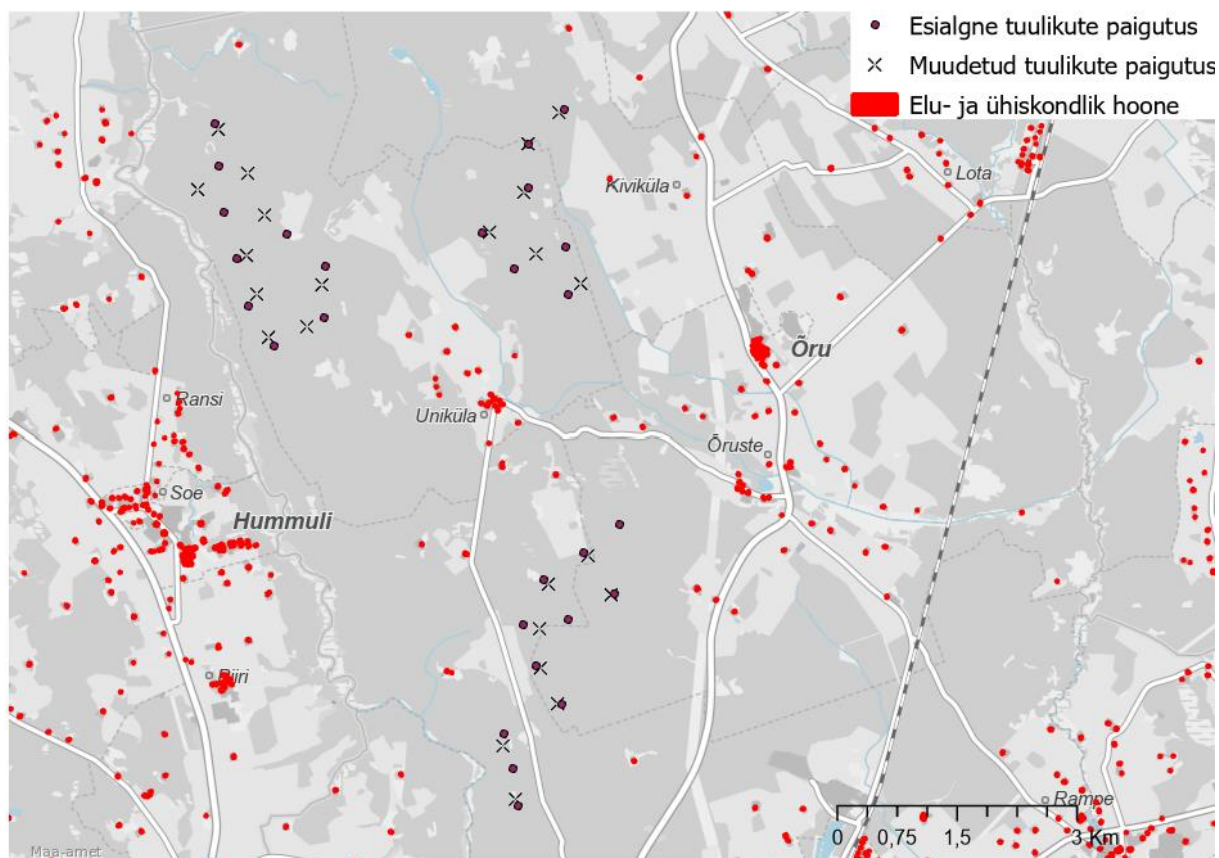 Esialgne tuulikute paigutus
Muudetud tuulikute paigutus
Elu- ja ühiskondlik hoone
Kiviküla
Lota
Õru
Ransi
Uniküla
Õruste
Soe
Hummuli
Piiri
Rampe
0 0,75 1,5 3 Km
Maa-amet